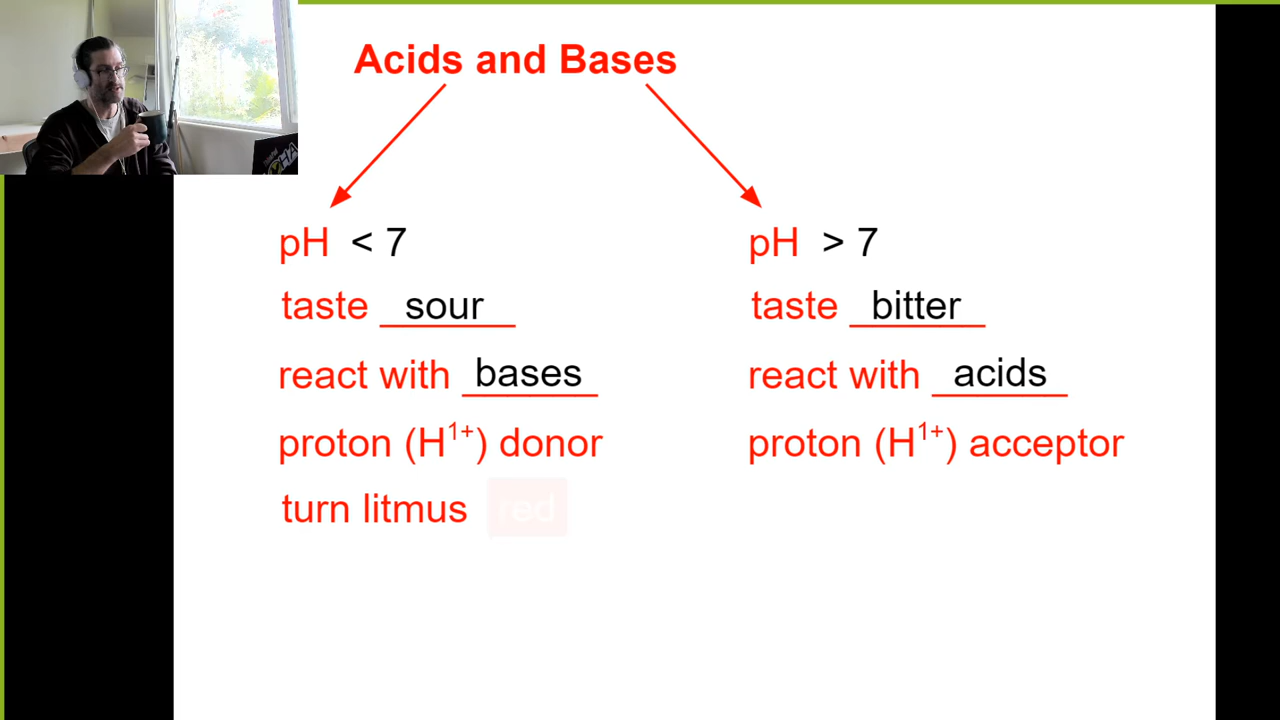 Acids and Bases
pH < 7
taste sour
react with bases
proton (H¹⁺) donor
turn litmus red
pH > 7
taste bitter
react with acids
proton (H¹⁺) acceptor